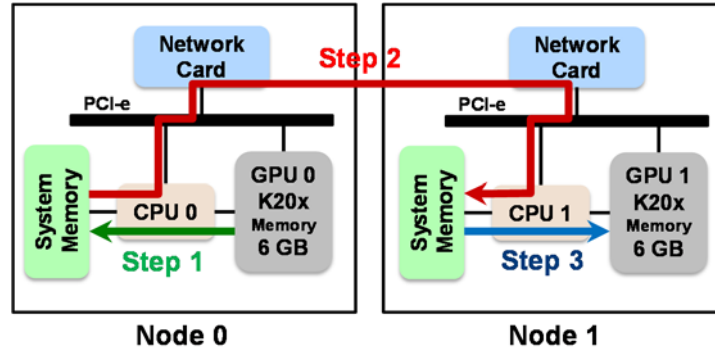 Network
Card
Step 2
Network
Card
PCI-e
PCI-e
System
Memory
CPU 0
GPU 0
K20x
Memory
6 GB
Step 1
System
Memory
CPU 1
GPU 1
K20x
Memory
6 GB
Step 3
Node 0
Node 1